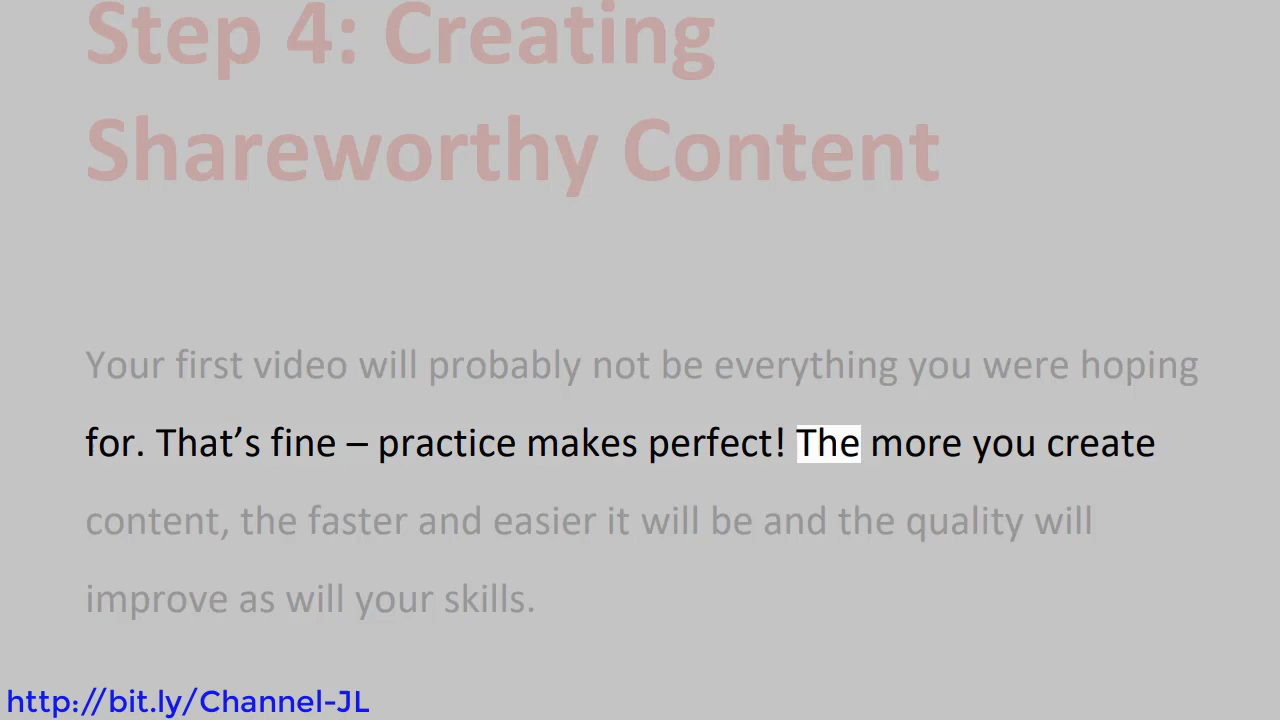 Step 4: Creating
Shareworthy Content
Your first video will probably not be everything you were hoping
for. That’s fine – practice makes perfect! The more you create
content, the faster and easier it will be and the quality will
improve as will your skills.
http://bit.ly/Channel-JL